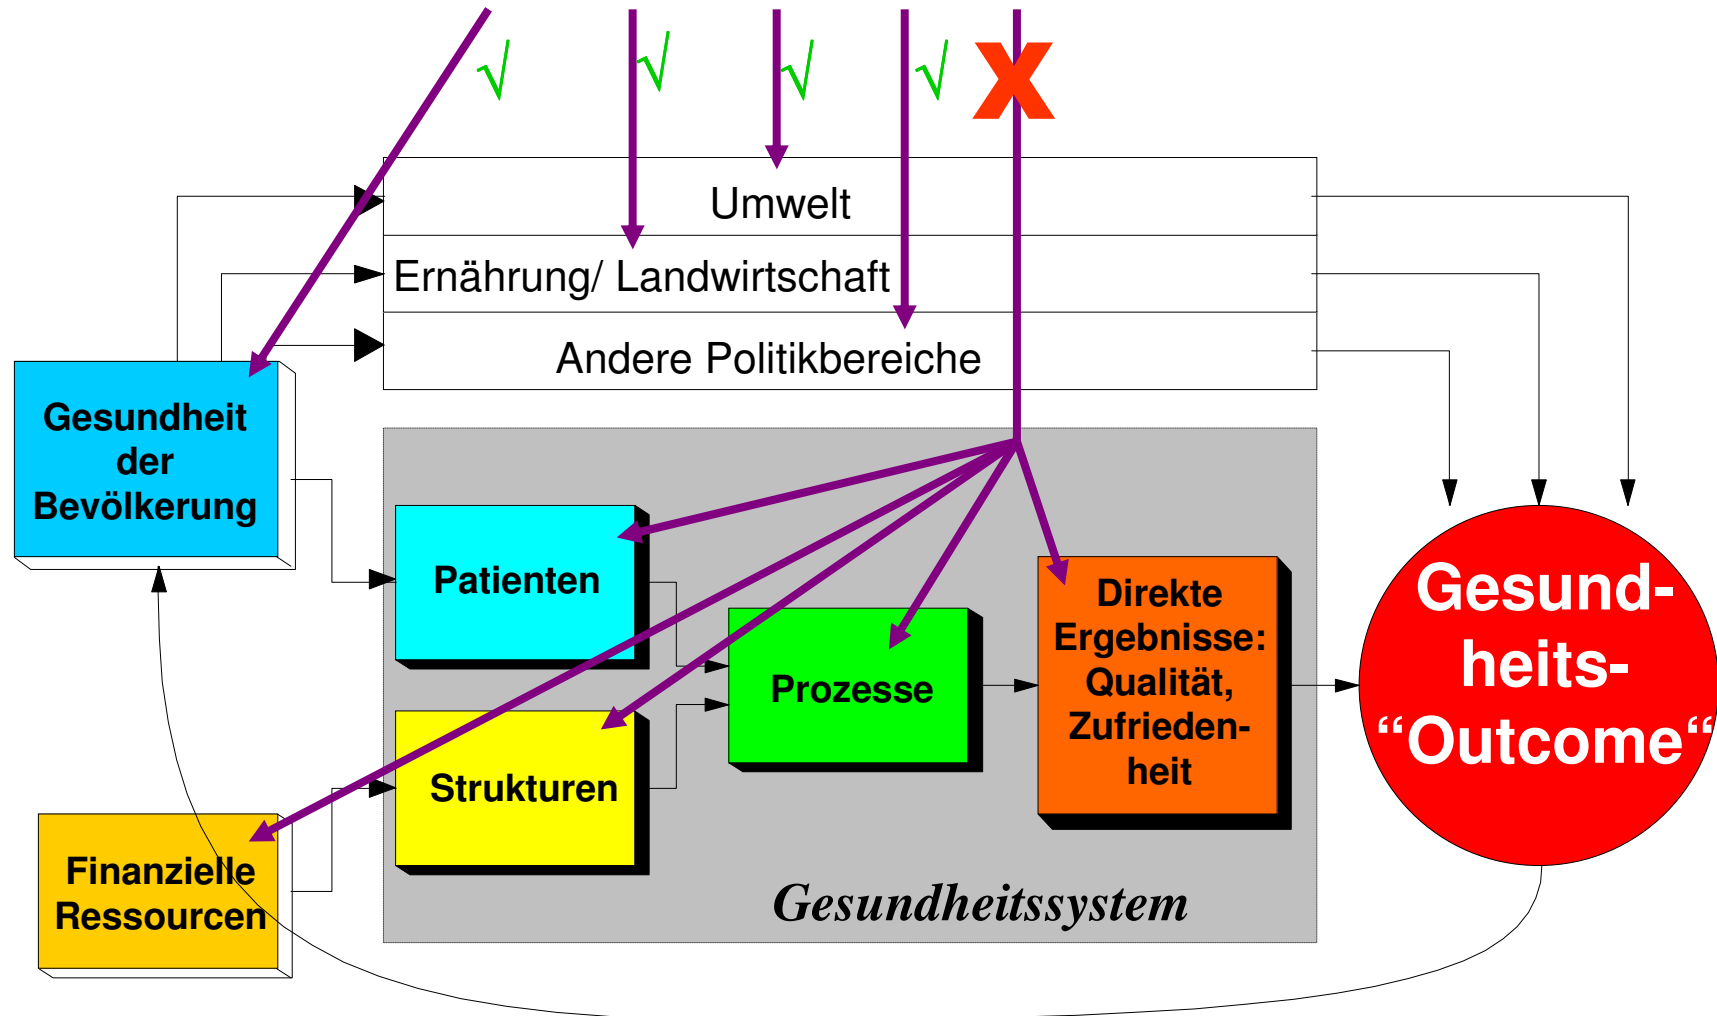 √ √ √ √ X
Umwelt
Ernährung/ Landwirtschaft
Andere Politikbereiche
Gesundheit
der
Bevölkerung
Patienten
Strukturen
Prozesse
Direkte
Ergebnisse:
Qualität,
Zufrieden-
heit
Gesund-
heits-
“Outcome“
Finanzielle
Ressourcen
Gesundheitssystem